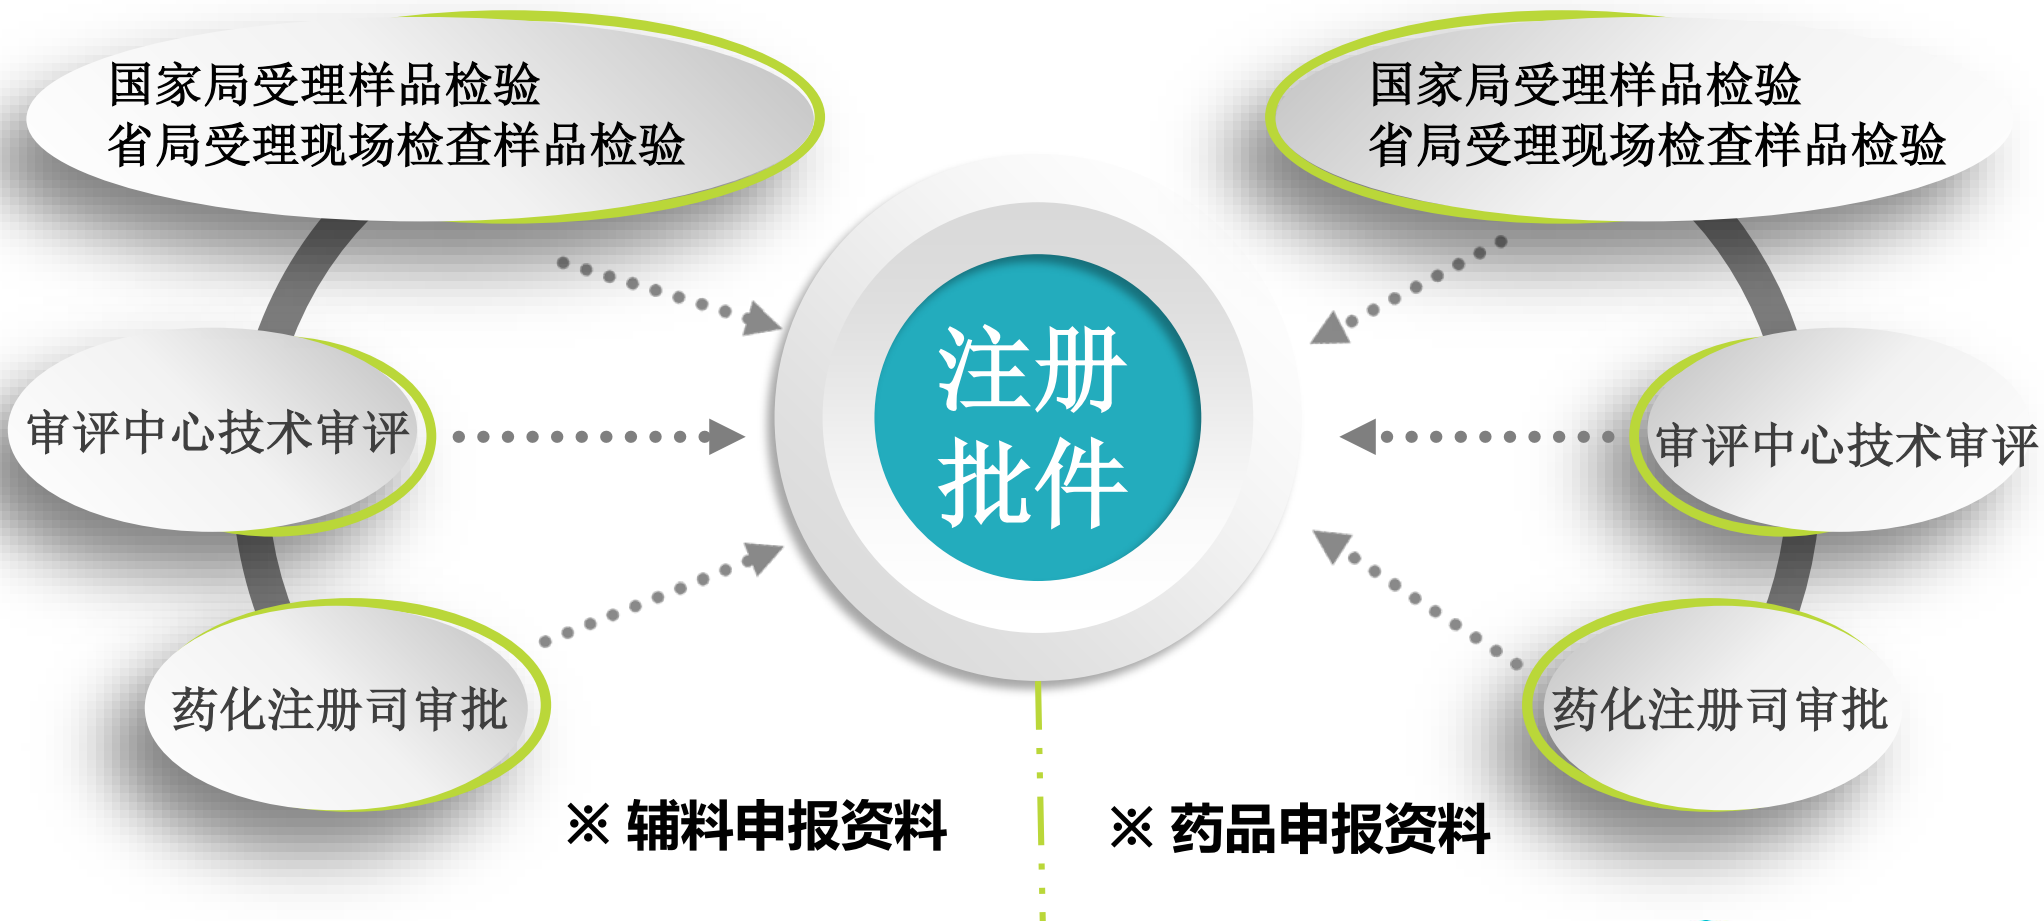 国家局受理样品检验
省局受理现场检查样品检验
审评中心技术审评
药化注册司审批
注册
批件
国家局受理样品检验
省局受理现场检查样品检验
审评中心技术审评
药化注册司审批
※ 辅料申报资料
※ 药品申报资料